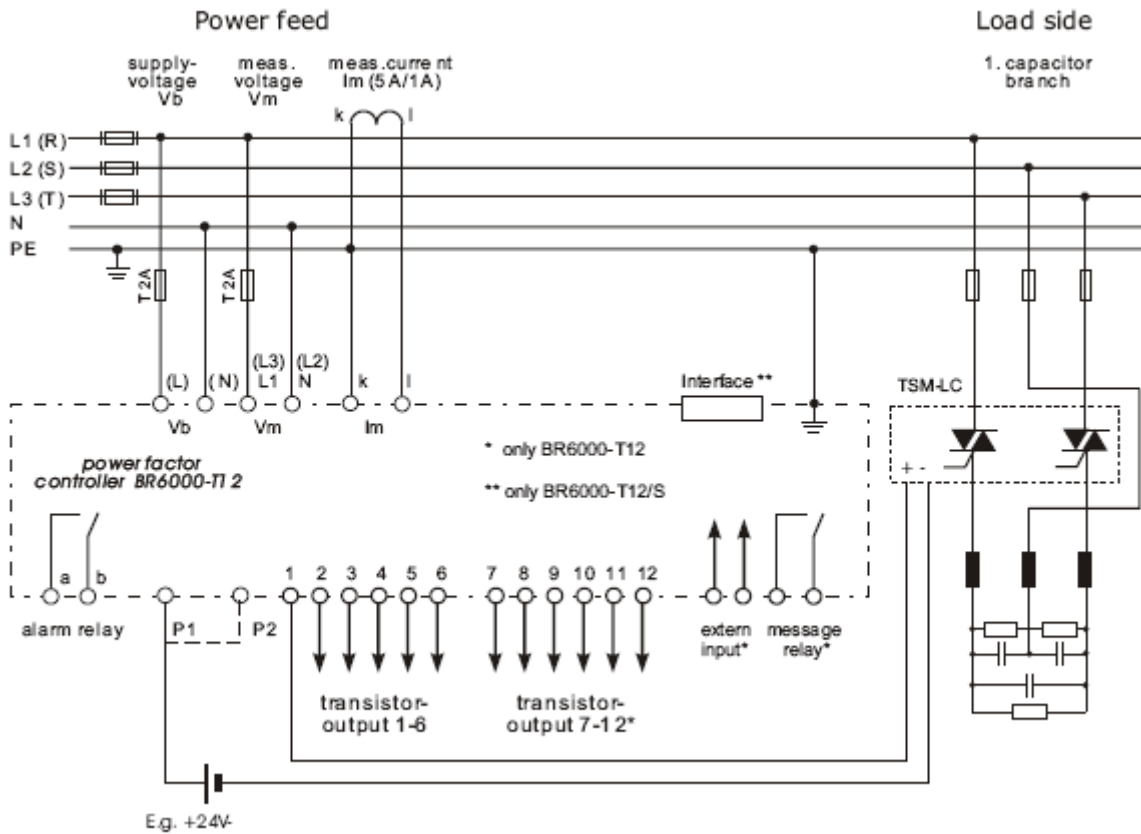 Power feed
Load side
supply-
voltage
Vb
meas.
voltage
Vm
meas.current
Im (5A/1A)
1. capacitor
branch
k
l
L1 (R)
L2 (S)
L3 (T)
N
PE
T2A
T2A
(L)
(N)
(L3)
L1
(L2)
N
k
l
Interface **
TSM-LC
Vb
Vm
Im
* only BR6000-T12
** only BR6000-T12/S
power factor
controller BR6000-T12
+ -
a
b
1
2
3
4
5
6
7
8
9
10
11
12
alarm relay
P1
P2
extern
input*
message
relay*
transistor-
output 1-6
transistor-
output 7-12*
E.g. +24V-